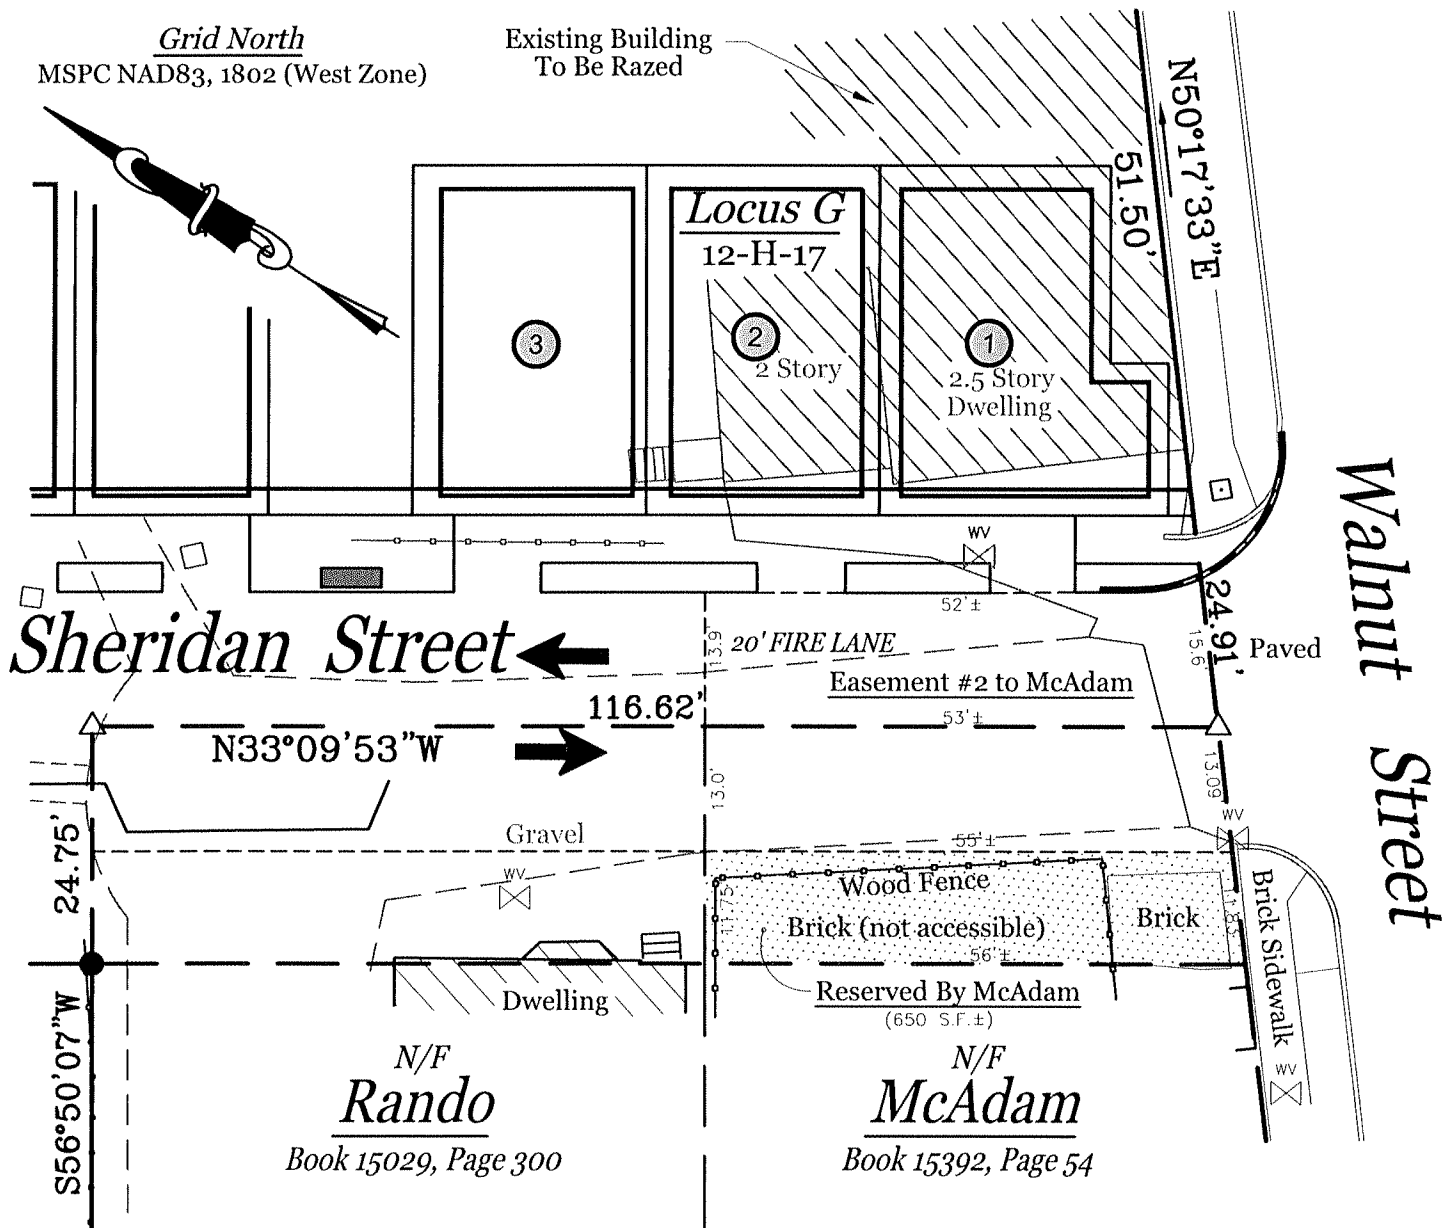 Grid North
MSPC NAD83, 1802 (West Zone)
Existing Building
To Be Razed
N50°17'33"E
51.50'
Locus G
12-H-17
3
2
1
2 Story
2.5 Story
Dwelling
WV
Walnut Street
52'±
24.91'
15.6
Paved
Sheridan Street
13.9
20' FIRE LANE
Easement #2 to McAdam
116.62'
53'±
N33°09'53"W
13.0'
13.09
WV
24.75'
Gravel
55'±
WV
Wood Fence
Brick (not accessible)
Brick
11.83
Brick Sidewalk
56'±
Dwelling
Reserved By McAdam
(650 S.F.±)
S56°50'07"W
N/F
Rando
Book 15029, Page 300
N/F
McAdam
Book 15392, Page 54
WV